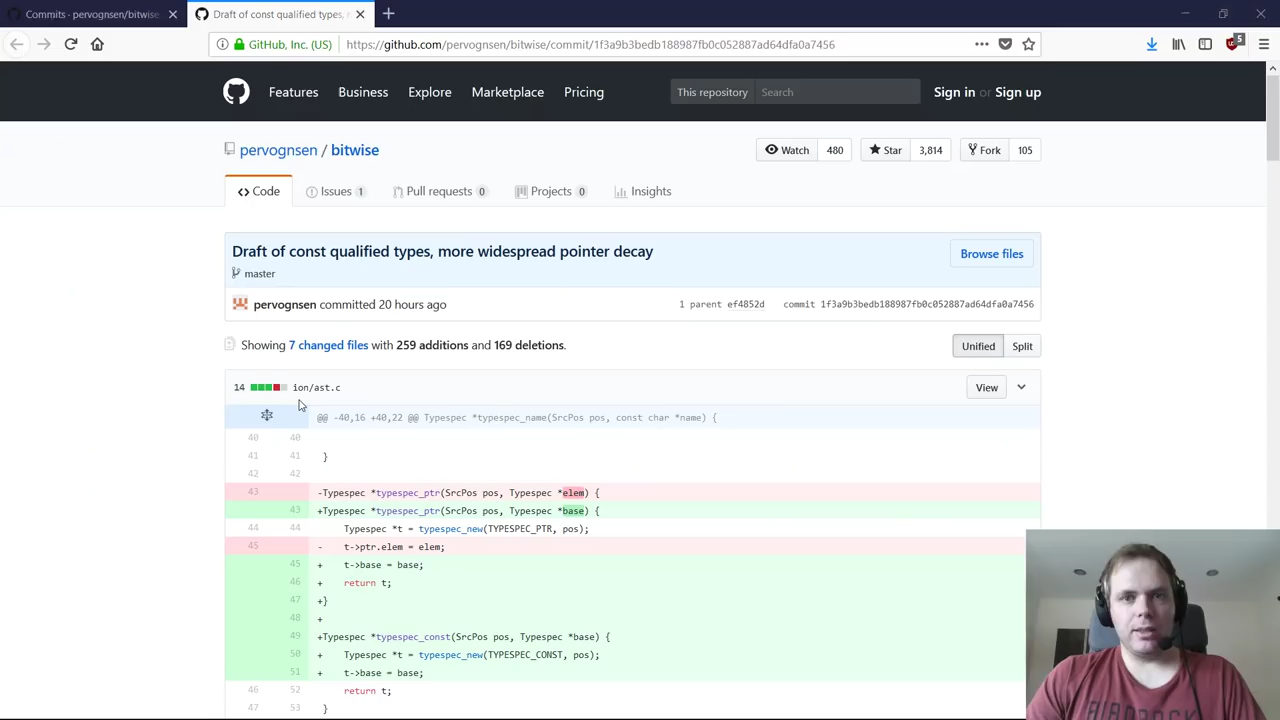 Commits - pervognsen/bitwise
Draft of const qualified types,
GitHub, Inc. (US)
https://github.com/pervognsen/bitwise/commit/1f3a9b3bedb188987fb0c052887ad64dfa0a7456
5
Features
Business
Explore
Marketplace
Pricing
This repository
Search
Sign in or Sign up
pervognsen / bitwise
Watch 480
Star 3,814
Fork 105
Code
Issues 1
Pull requests 0
Projects 0
Insights
Draft of const qualified types, more widespread pointer decay
Browse files
master
pervognsen committed 20 hours ago
1 parent ef4852d
commit 1f3a9b3bedb188987fb0c052887ad64dfa0a7456
Showing 7 changed files with 259 additions and 169 deletions.
Unified Split
14 ion/ast.c
View
@@ -40,16 +40,22 @@ Typespec *typespec_name(SrcPos pos, const char *name) {
40 40
41 41 }
42 42
43 -Typespec *typespec_ptr(SrcPos pos, Typespec *elem) {
43 +Typespec *typespec_ptr(SrcPos pos, Typespec *base) {
44 44 Typespec *t = typespec_new(TYPESPEC_PTR, pos);
45 - t->ptr.elem = elem;
45 + t->base = base;
46 + return t;
47 +}
48 +
49 +Typespec *typespec_const(SrcPos pos, Typespec *base) {
50 + Typespec *t = typespec_new(TYPESPEC_CONST, pos);
51 + t->base = base;
46 52 return t;
47 53 }